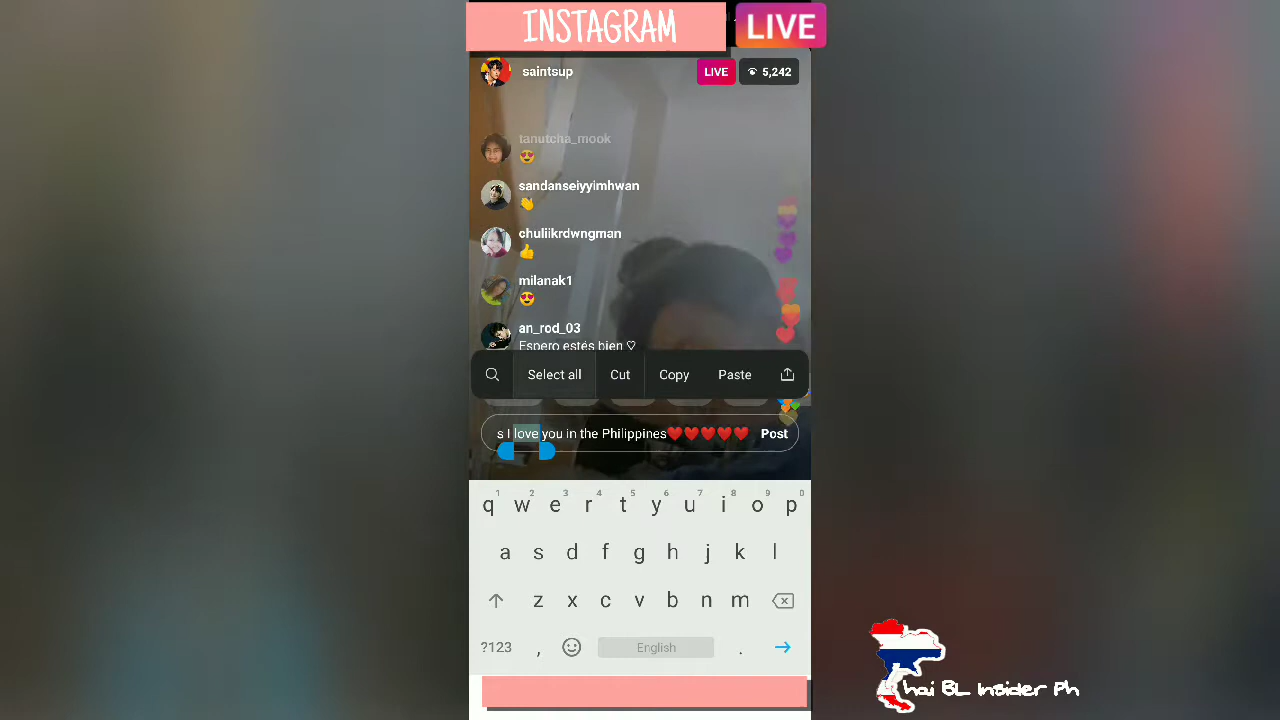 INSTAGRAM LIVE
saintsup LIVE 5,242
tanutcha_mook
😍
sandanseiyyimhwan
👏
chuliikrdwngman
👍
milanak1
😍
an_rod_03
Espero estés bien ♡
Select all Cut Copy Paste
s I love you in the Philippines❤️❤️❤️❤️❤️ Post
1 2 3 4 5 6 7 8 9 0
q w e r t y u i o p
a s d f g h j k l
z x c v b n m
?123 , English .
Thai BL Insider Ph